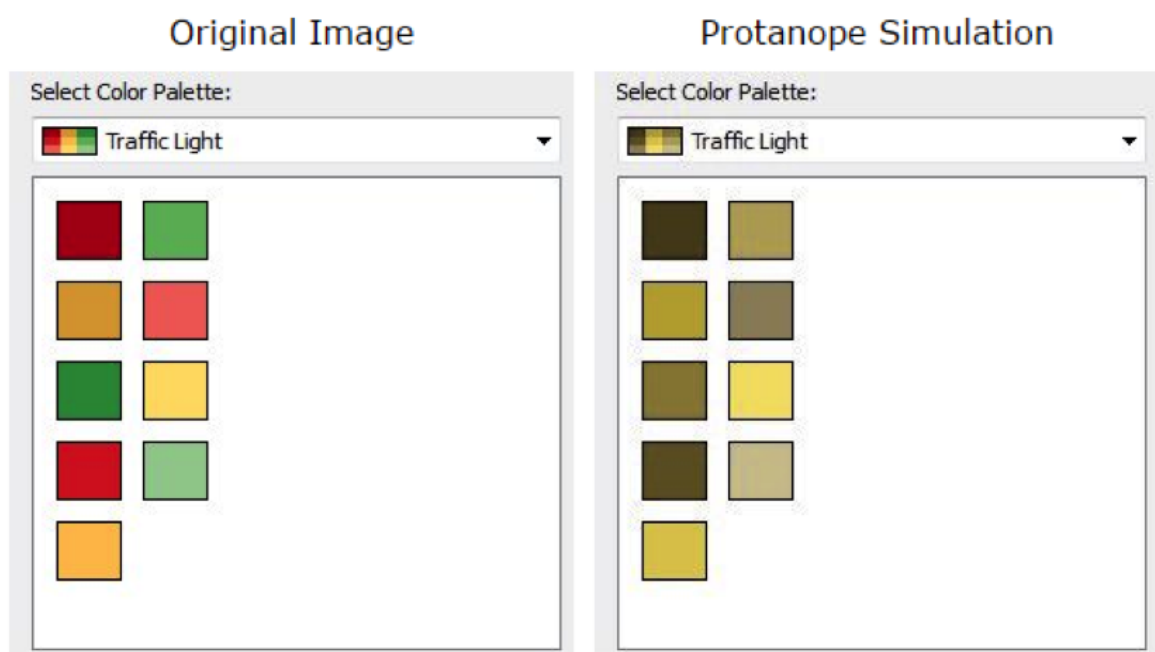 Original Image
Protanope Simulation
Select Color Palette:
Select Color Palette:
Traffic Light
Traffic Light